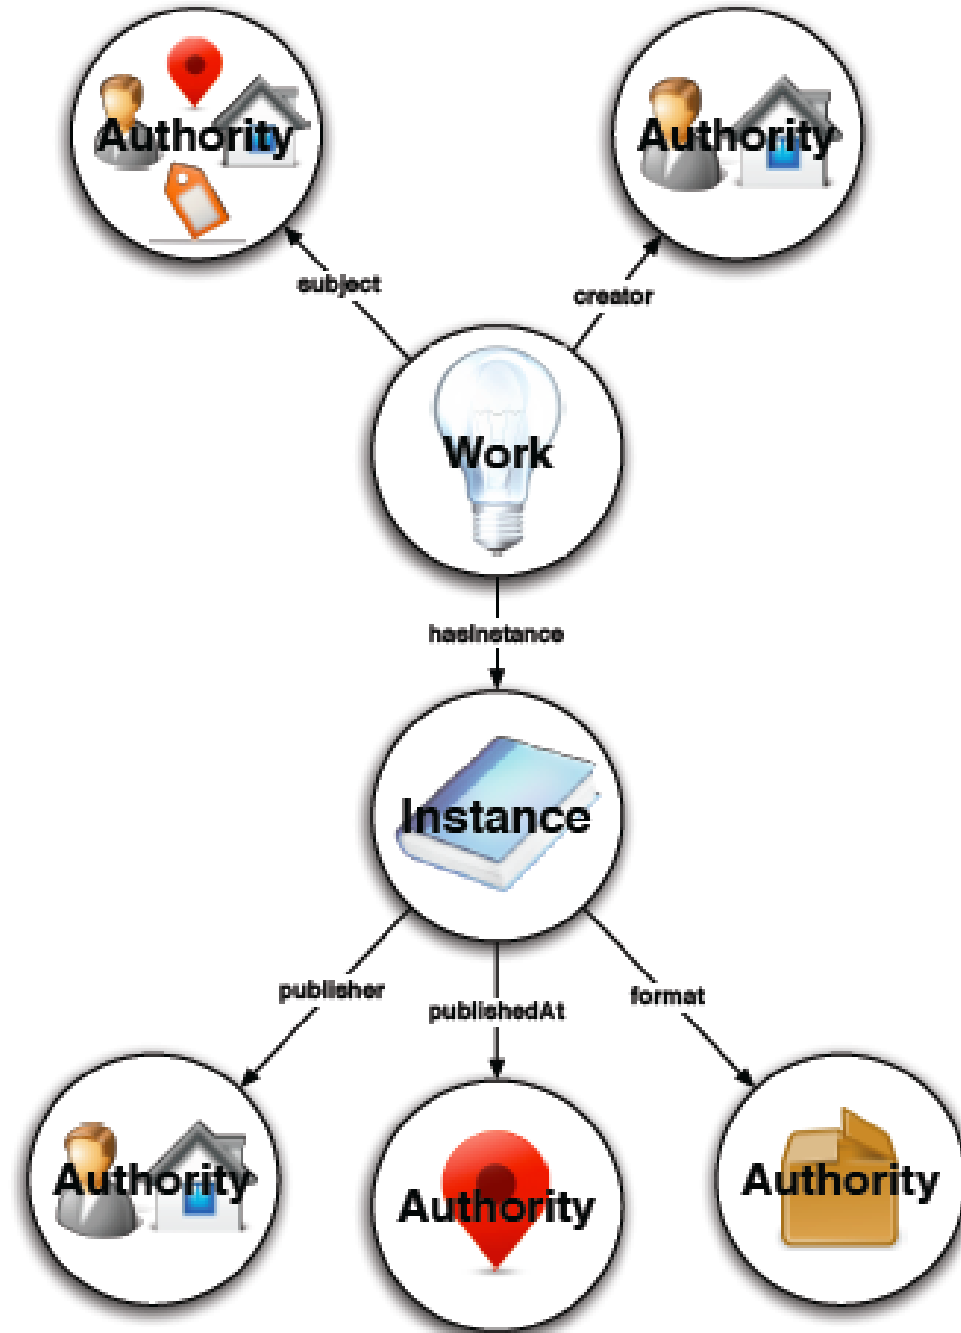 Authority
Authority
subject
creator
Work
hasInstance
Instance
publisher
publishedAt
format
Authority
Authority
Authority